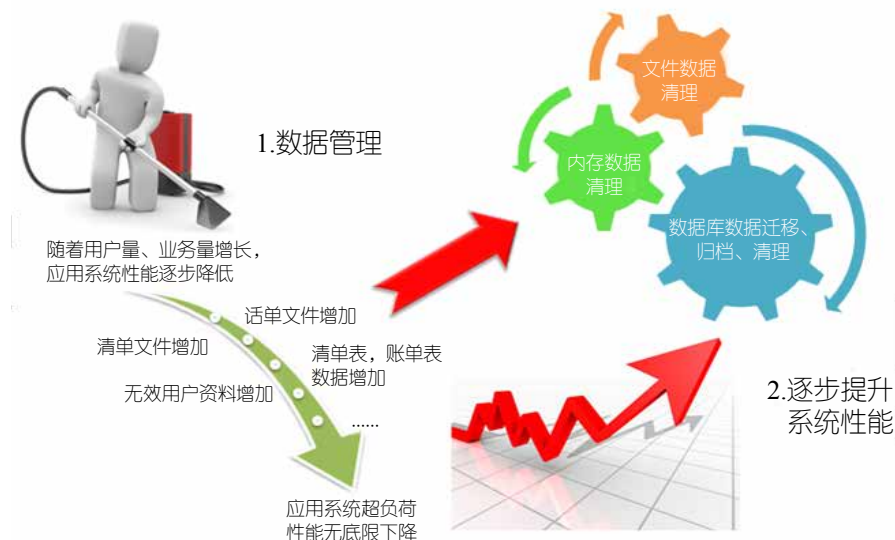 1.数据管理
随着用户量、业务量增长，
应用系统性能逐步降低
话单文件增加
清单文件增加
清单表，账单表
数据增加
无效用户资料增加
......
应用系统超负荷
性能无底限下降
文件数据
清理
内存数据
清理
数据库数据迁移、
归档、清理
2.逐步提升
系统性能